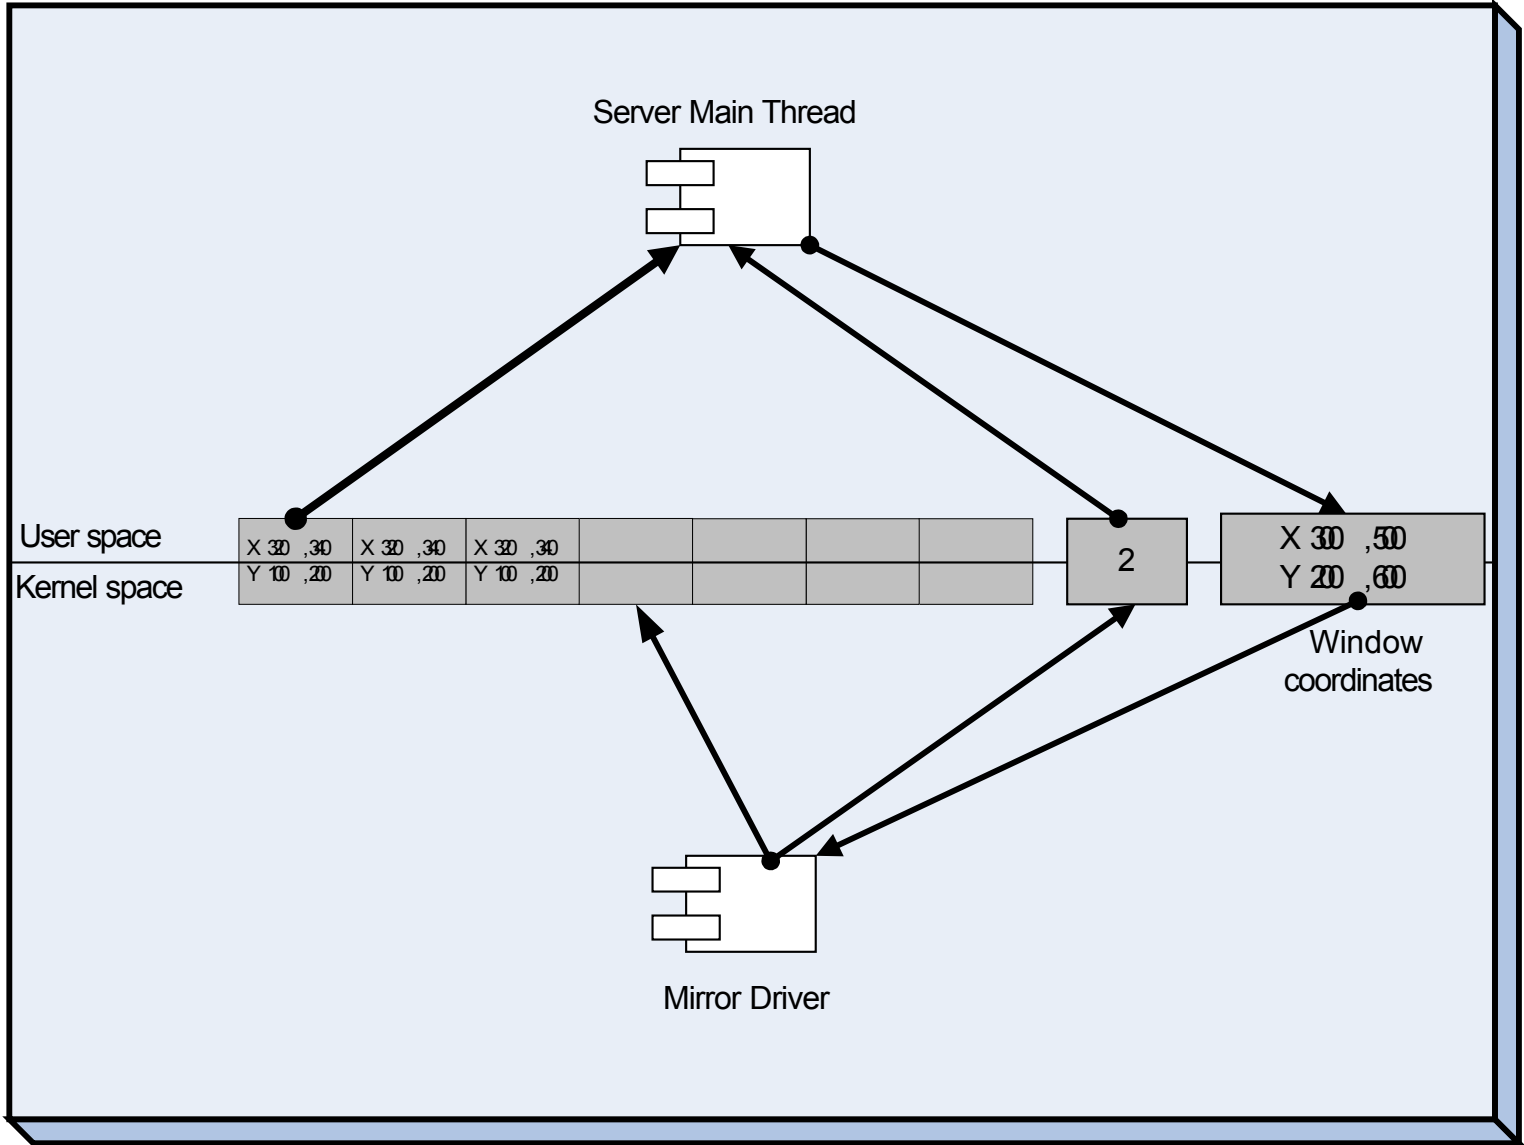 Server Main Thread
User space
X 320 ,340
X 320 ,340
X 320 ,340
Y 100 ,200
Y 100 ,200
Y 100 ,200
Kernel space
2
X 300 ,500
Y 200 ,600
Window
coordinates
Mirror Driver